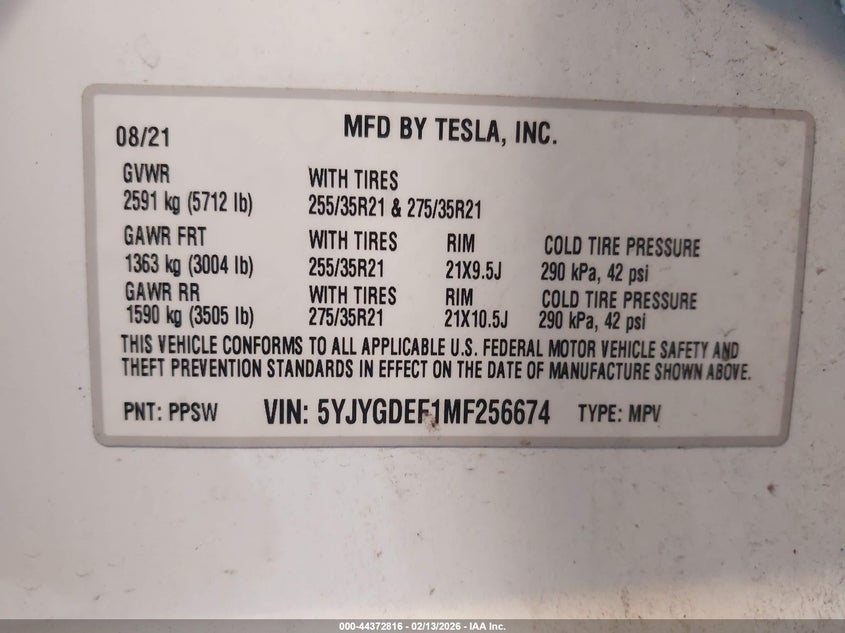 08/21 MFD BY TESLA, INC.
GVWR WITH TIRES
2591 kg (5712 lb) 255/35R21 & 275/35R21
GAWR FRT WITH TIRES RIM COLD TIRE PRESSURE
1363 kg (3004 lb) 255/35R21 21X9.5J 290 kPa, 42 psi
GAWR RR WITH TIRES RIM COLD TIRE PRESSURE
1590 kg (3505 lb) 275/35R21 21X10.5J 290 kPa, 42 psi
THIS VEHICLE CONFORMS TO ALL APPLICABLE U.S. FEDERAL MOTOR VEHICLE SAFETY AND
THEFT PREVENTION STANDARDS IN EFFECT ON THE DATE OF MANUFACTURE SHOWN ABOVE.
PNT: PPSW VIN: 5YJYGDEF1MF256674 TYPE: MPV
000-44372816 - 02/13/2026 - IAA Inc.